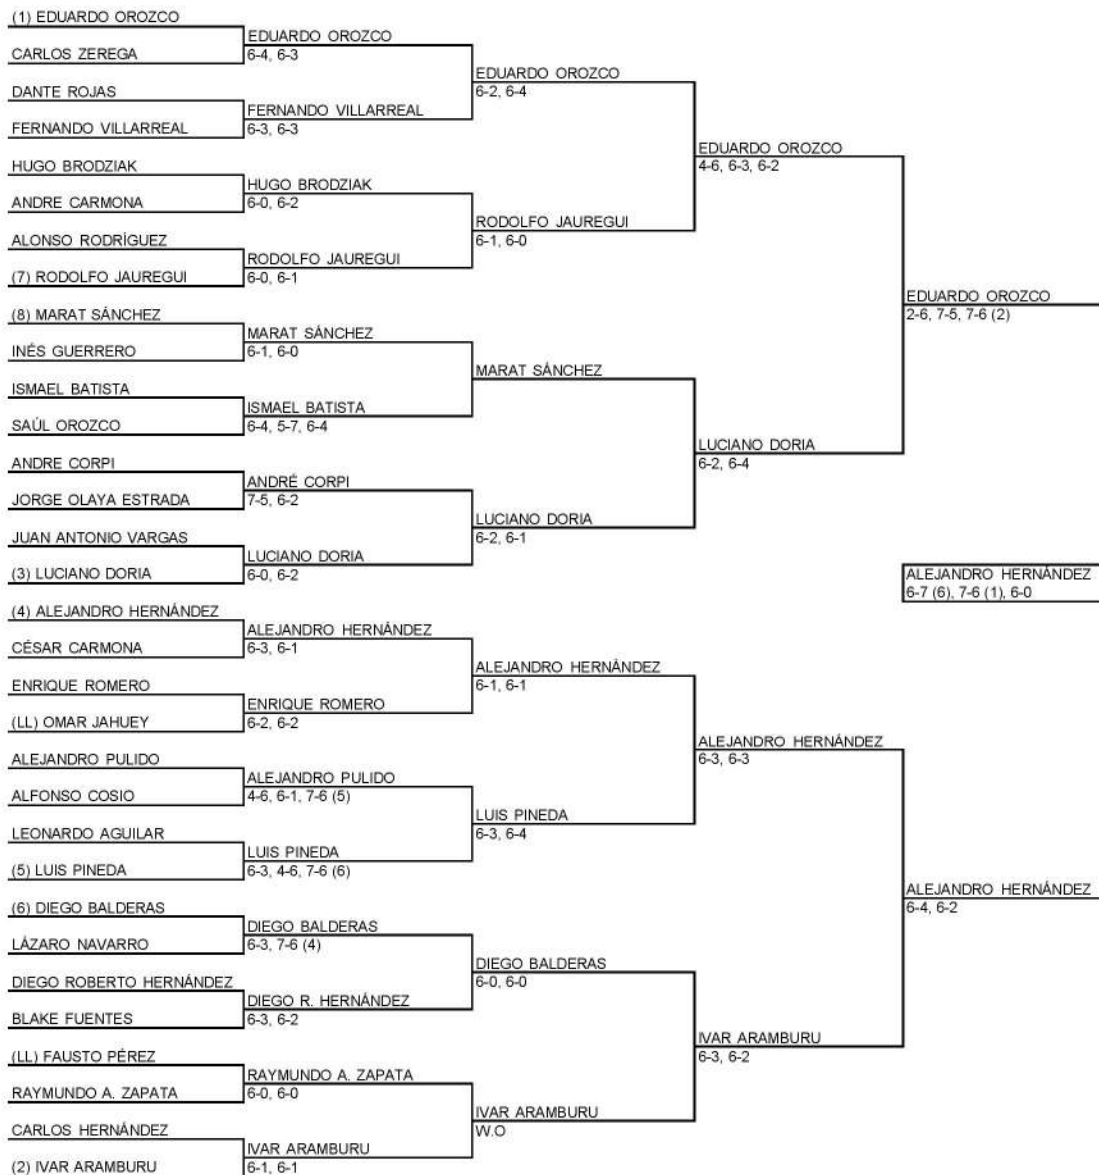 (1) EDUARDO OROZCO
CARLOS ZEREGA
DANTE ROJAS
FERNANDO VILLARREAL
HUGO BRODZIAK
ANDRE CARMONA
ALONSO RODRÍGUEZ
(7) RODOLFO JAUREGUI
(8) MARAT SÁNCHEZ
INÉS GUERRERO
ISMAEL BATISTA
SAÚL OROZCO
ANDRE CORPI
JORGE OLAYA ESTRADA
JUAN ANTONIO VARGAS
(3) LUCIANO DORIA
(4) ALEJANDRO HERNÁNDEZ
CÉSAR CARMONA
ENRIQUE ROMERO
(LL) OMAR JAHUEY
ALEJANDRO PULIDO
ALFONSO COSIO
LEONARDO AGUILAR
(5) LUIS PINEDA
(6) DIEGO BALDERAS
LÁZARO NAVARRO
DIEGO ROBERTO HERNÁNDEZ
BLAKE FUENTES
(LL) FAUSTO PÉREZ
RAYMUNDO A. ZAPATA
CARLOS HERNÁNDEZ
(2) IVAR ARAMBURU
EDUARDO OROZCO
6-4, 6-3
FERNANDO VILLARREAL
6-3, 6-3
HUGO BRODZIAK
6-0, 6-2
RODOLFO JAUREGUI
6-0, 6-1
MARAT SÁNCHEZ
6-1, 6-0
ISMAEL BATISTA
6-4, 5-7, 6-4
ANDRÉ CORPI
7-5, 6-2
LUCIANO DORIA
6-0, 6-2
ALEJANDRO HERNÁNDEZ
6-3, 6-1
ENRIQUE ROMERO
6-2, 6-2
ALEJANDRO PULIDO
4-6, 6-1, 7-6 (5)
LUIS PINEDA
6-3, 4-6, 7-6 (6)
DIEGO BALDERAS
6-3, 7-6 (4)
DIEGO R. HERNÁNDEZ
6-3, 6-2
RAYMUNDO A. ZAPATA
6-0, 6-0
IVAR ARAMBURU
6-1, 6-1
EDUARDO OROZCO
6-2, 6-4
RODOLFO JAUREGUI
6-1, 6-0
MARAT SÁNCHEZ
LUCIANO DORIA
6-2, 6-1
ALEJANDRO HERNÁNDEZ
6-1, 6-1
LUIS PINEDA
6-3, 6-4
DIEGO BALDERAS
6-0, 6-0
IVAR ARAMBURU
W.O
EDUARDO OROZCO
4-6, 6-3, 6-2
LUCIANO DORIA
6-2, 6-4
ALEJANDRO HERNÁNDEZ
6-3, 6-3
IVAR ARAMBURU
6-3, 6-2
EDUARDO OROZCO
2-6, 7-5, 7-6 (2)
ALEJANDRO HERNÁNDEZ
6-7 (6), 7-6 (1), 6-0
ALEJANDRO HERNÁNDEZ
6-4, 6-2